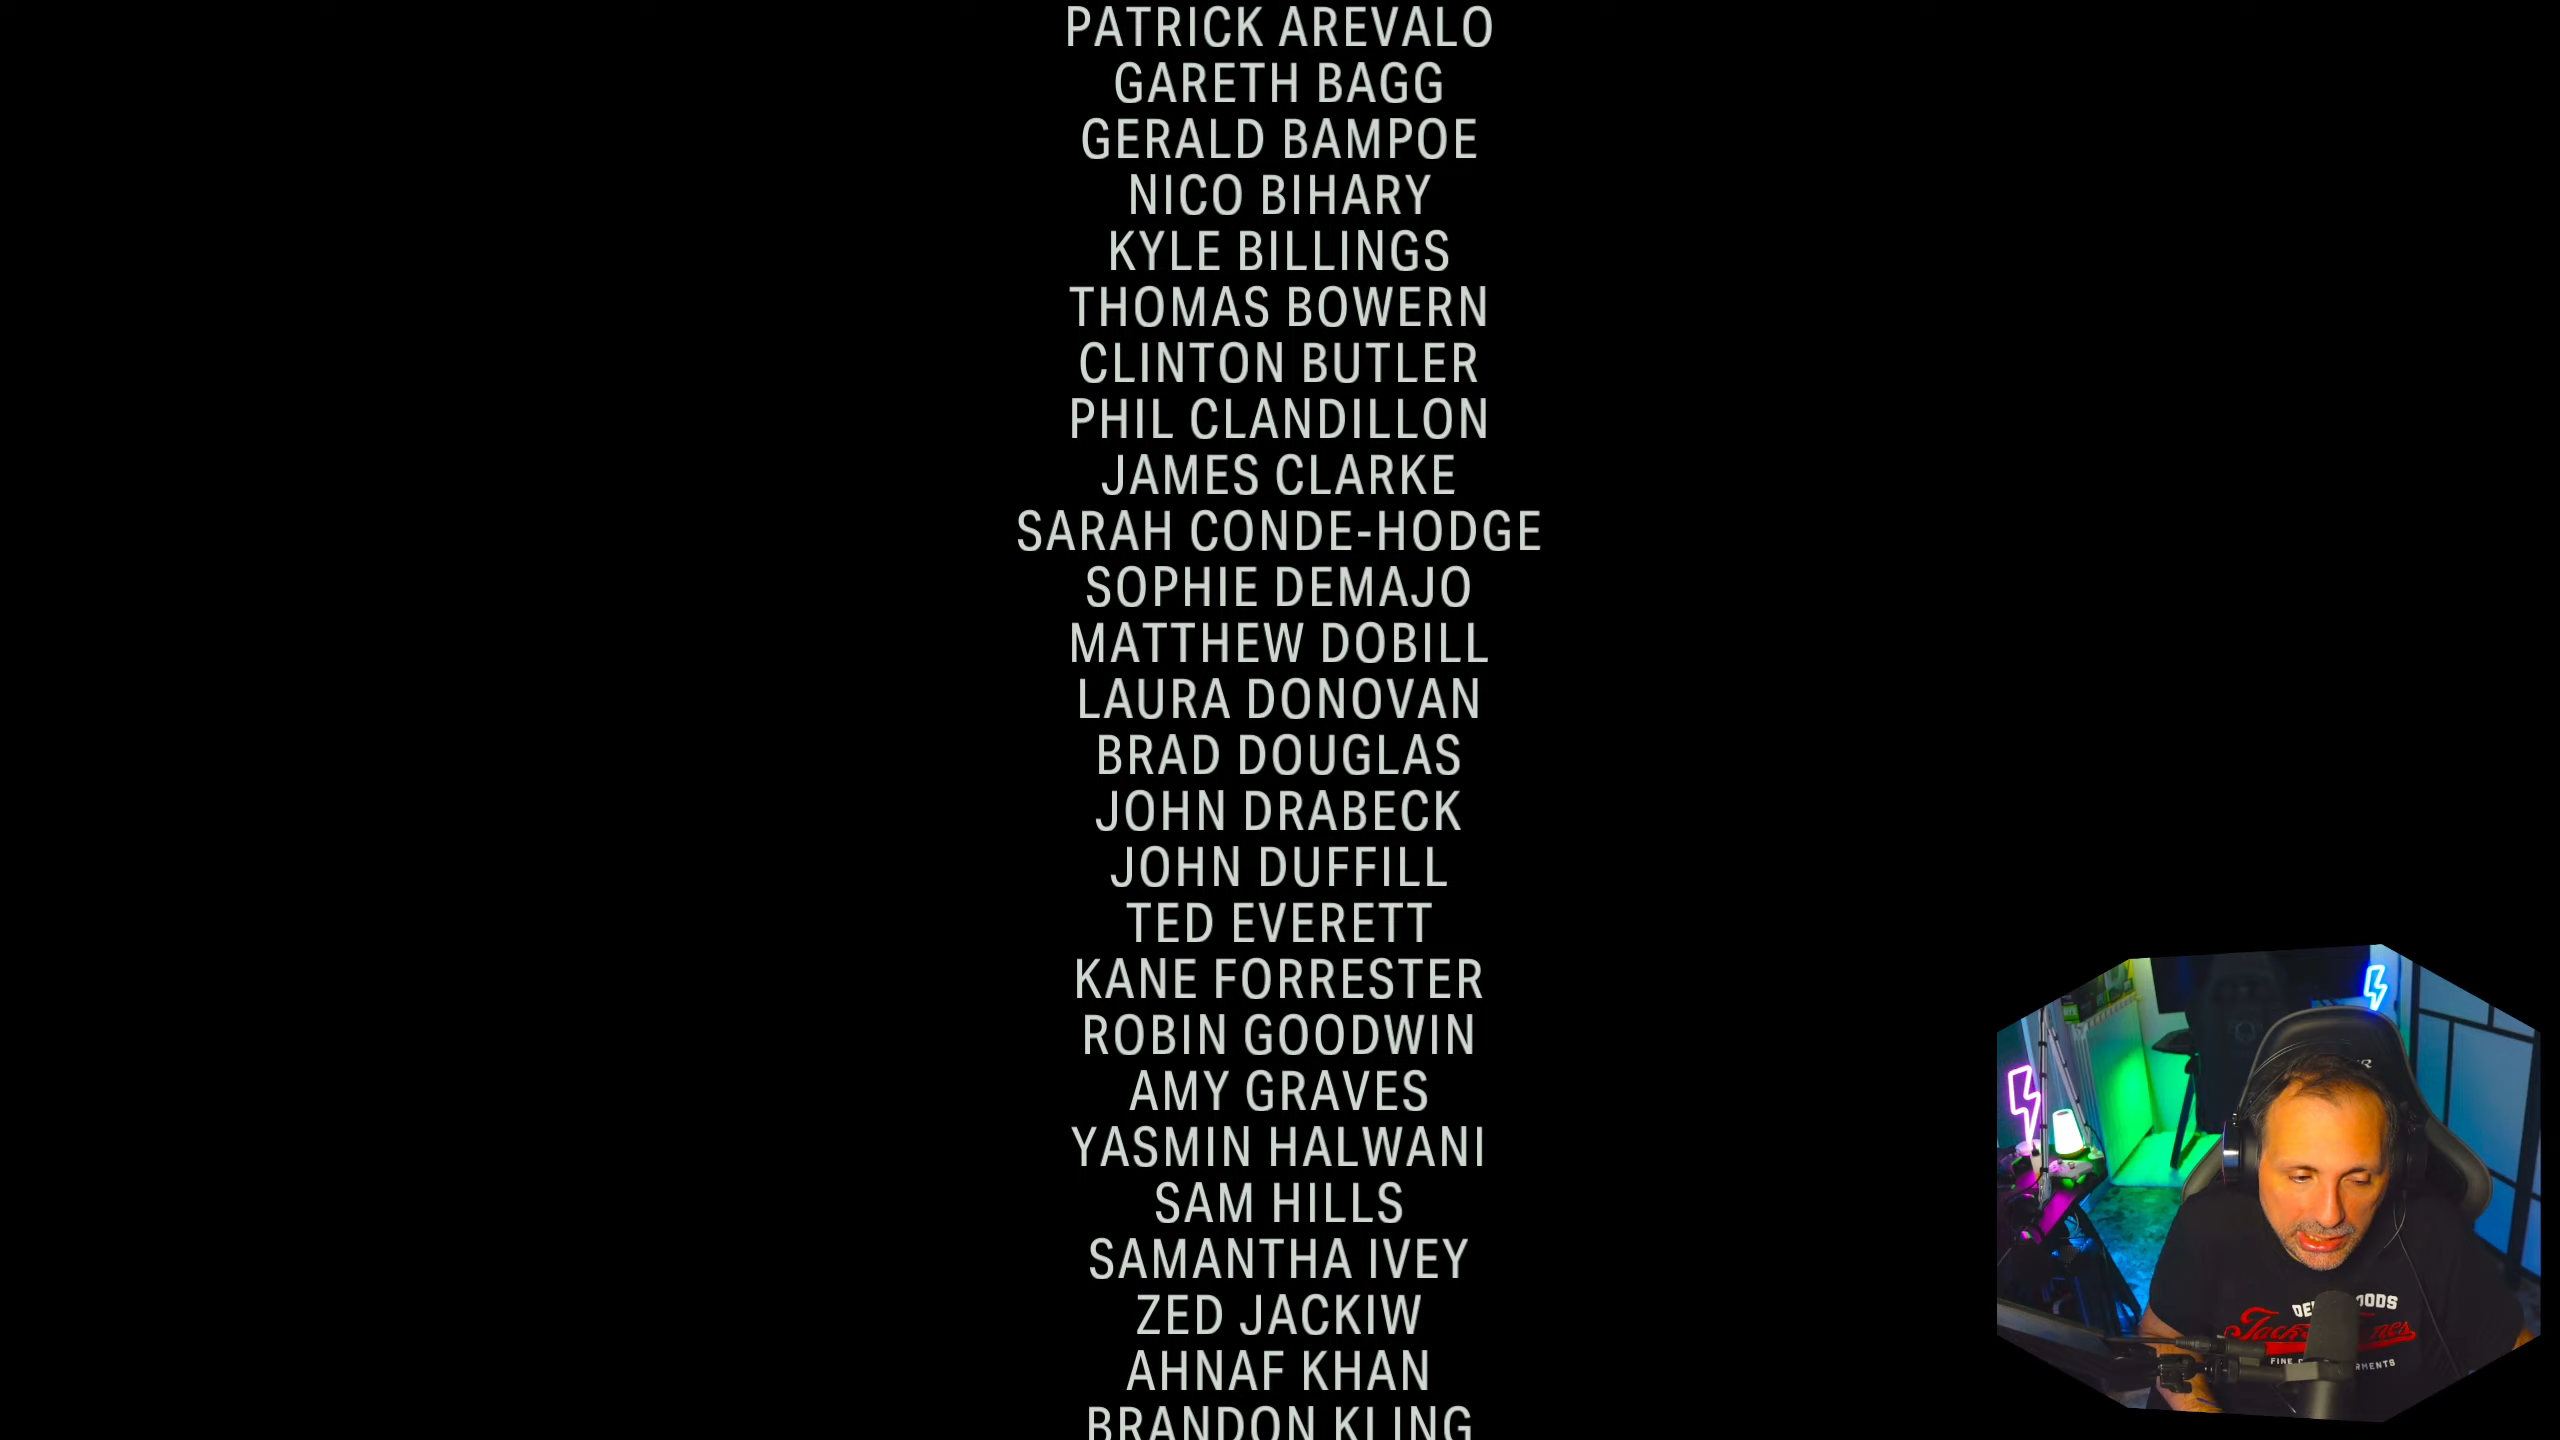 PATRICK AREVALO
GARETH BAGG
GERALD BAMPOE
NICO BIHARY
KYLE BILLINGS
THOMAS BOWERN
CLINTON BUTLER
PHIL CLANDILLON
JAMES CLARKE
SARAH CONDE-HODGE
SOPHIE DEMAJO
MATTHEW DOBILL
LAURA DONOVAN
BRAD DOUGLAS
JOHN DRABECK
JOHN DUFFILL
TED EVERETT
KANE FORRESTER
ROBIN GOODWIN
AMY GRAVES
YASMIN HALWANI
SAM HILLS
SAMANTHA IVEY
ZED JACKIW
AHNAF KHAN
BRANDON KLING
FINE